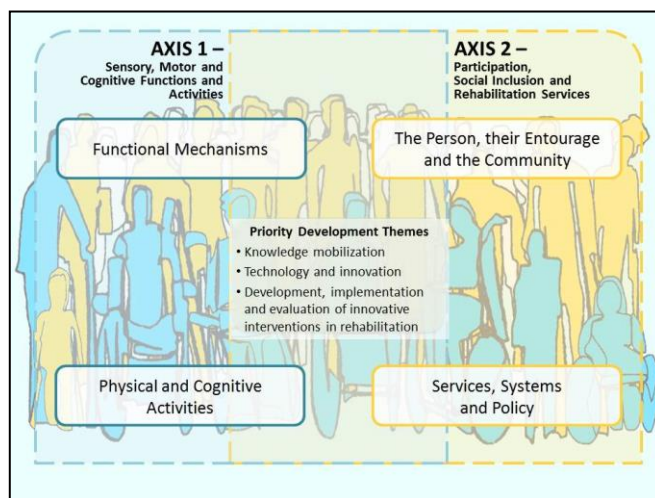 AXIS 1 –
Sensory, Motor and
Cognitive Functions and
Activities
AXIS 2 –
Participation,
Social Inclusion and
Rehabilitation Services
Functional Mechanisms
The Person, their Entourage
and the Community
Priority Development Themes
• Knowledge mobilization
• Technology and innovation
• Development, implementation
and evaluation of innovative
interventions in rehabilitation
Physical and Cognitive
Activities
Services, Systems
and Policy